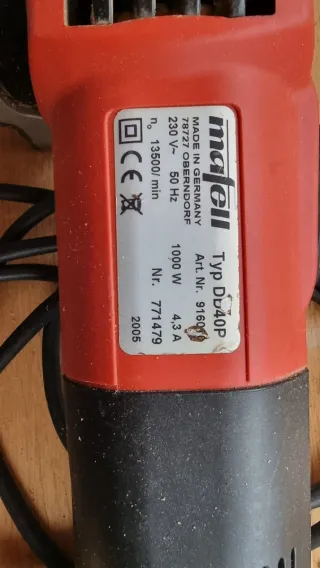 mafell
MADE IN GERMANY
78727 OBERNDORF
230 V~ 50 Hz
n₀ 13500/min
CE
Typ DD40P
Art. Nr.
1000 W 4,3 A
Nr. 771479
2005